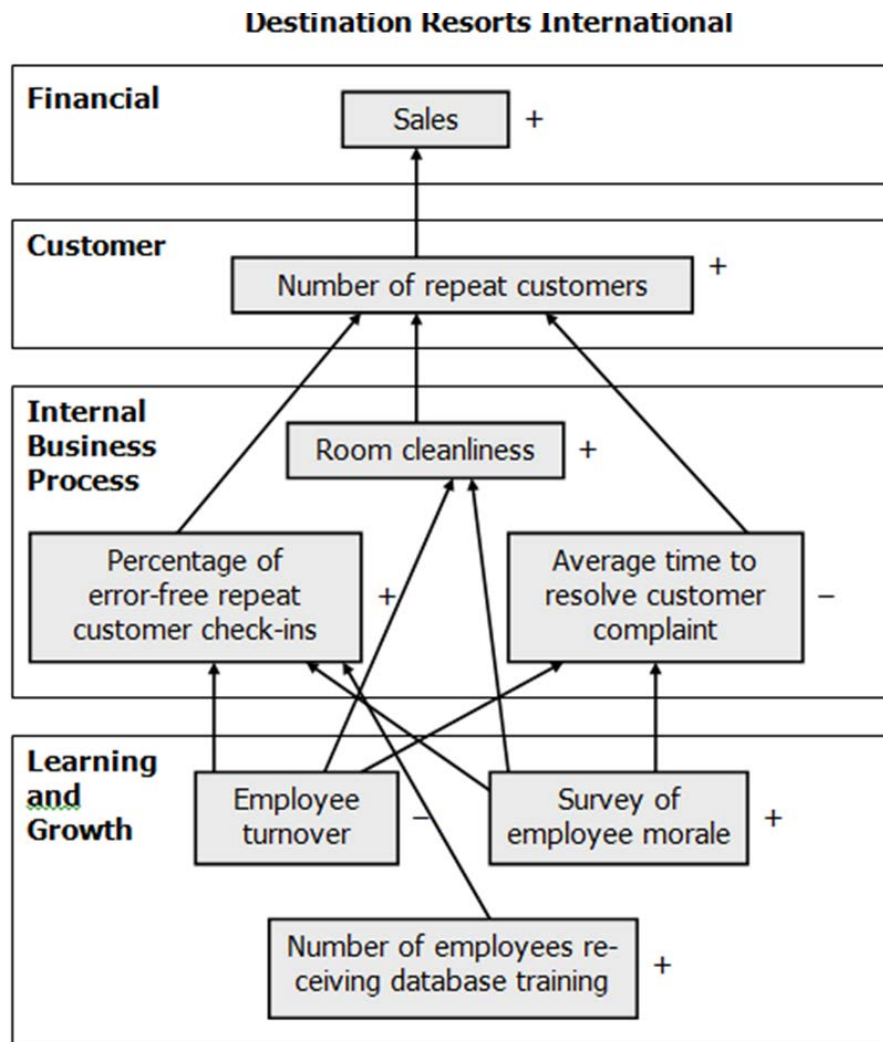 Destination Resorts International
Financial
Sales
+
Customer
Number of repeat customers
+
Internal
Business
Process
Room cleanliness
+
Percentage of
error-free repeat
customer check-ins
+
Average time to
resolve customer
complaint
–
Learning
and
Growth
Employee
turnover
–
Survey of
employee morale
+
Number of employees re-
ceiving database training
+